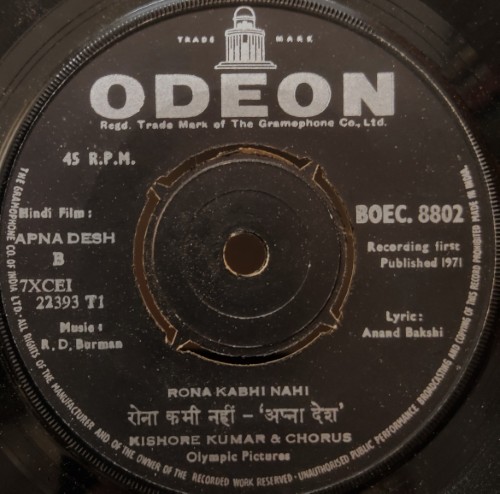 TRADE MARK
ODEON
Regd. Trade Mark of The Gramophone Co., Ltd.
45 R.P.M.
Hindi Film :
APNA DESH
B
7XCEI
22393 T1
Music :
R. D. Burman
BOEC. 8802
Recording first
Published 1971
Lyric :
Anand Bakshi
RONA KABHI NAHI
रोना कभी नहीं - 'अपना देश'
KISHORE KUMAR & CHORUS
Olympic Pictures
THE GRAMOPHONE CO. OF INDIA LTD. ALL RIGHTS OF THE MANUFACTURER AND OF THE OWNER OF THE RECORDED WORK RESERVED · UNAUTHORISED PUBLIC PERFORMANCE BROADCASTING AND COPYING OF THIS RECORD PROHIBITED MADE IN INDIA.